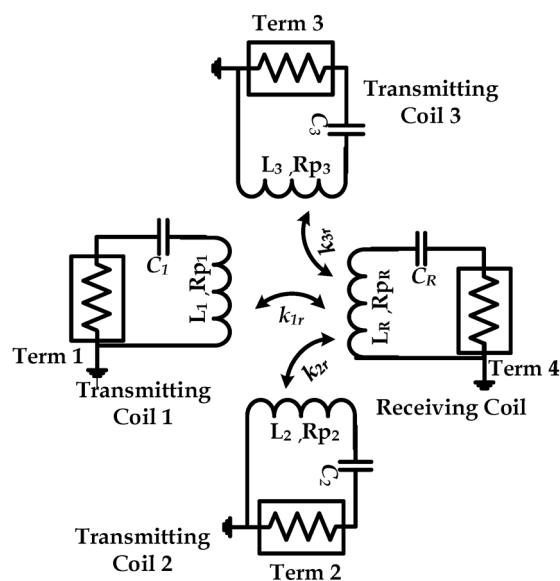 Term 3
Transmitting
Coil 3
C3
L3 ,Rp3
k3r
C1
L1 ,Rp1
k1r
LR ,RpR
CR
Term 1
Term 4
Transmitting
Coil 1
k2r
Receiving Coil
L2 ,Rp2
C2
Transmitting
Coil 2
Term 2